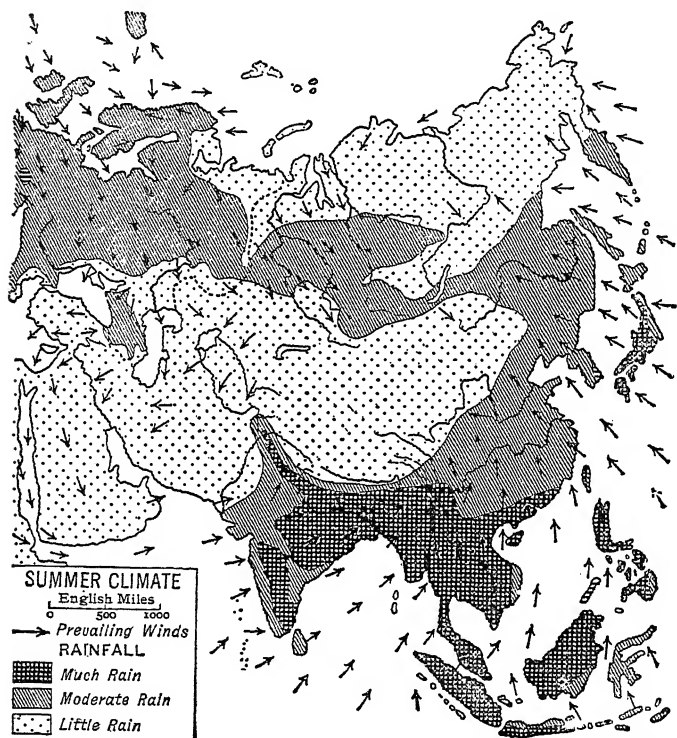 SUMMER CLIMATE
English Miles
0 500 1000
Prevailing Winds
RAINFALL
Much Rain
Moderate Rain
Little Rain